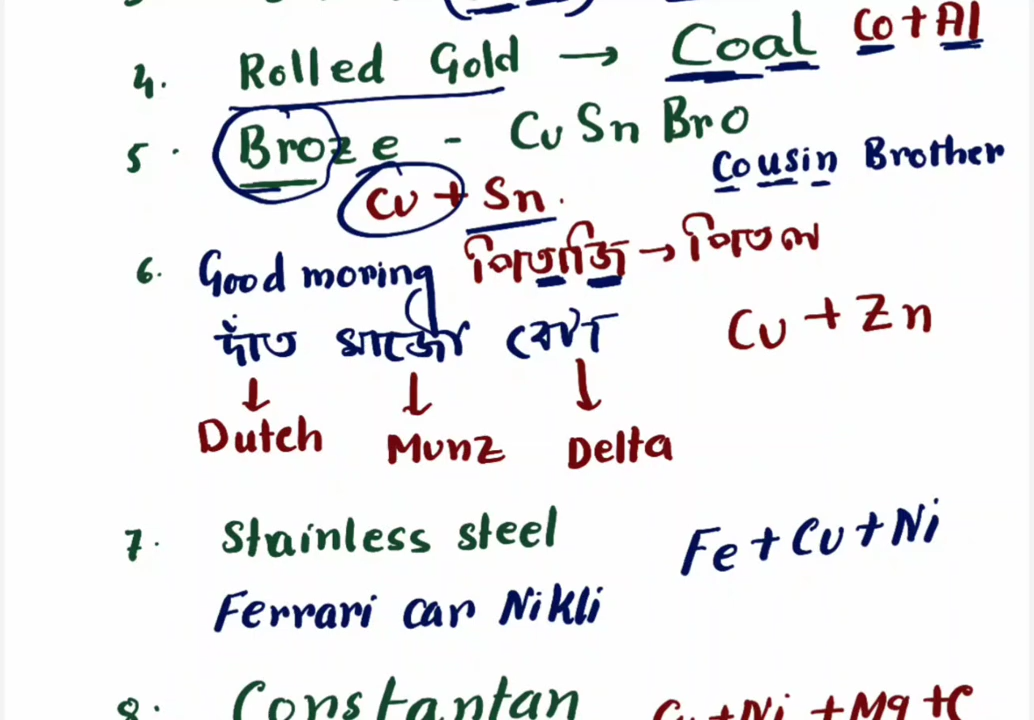 4. Rolled Gold → Coal Co + Al
5. Broze - Cu Sn Bro
Cousin Brother
Cu + Sn.
6. Good moring পিতাজি → পিতল
দাঁত মাজো বেটা Cu + Zn
↓ ↓ ↓
Dutch Munz Delta
7. Stainless steel Fe + Cu + Ni
Ferrari car Nikli
8. Constantan